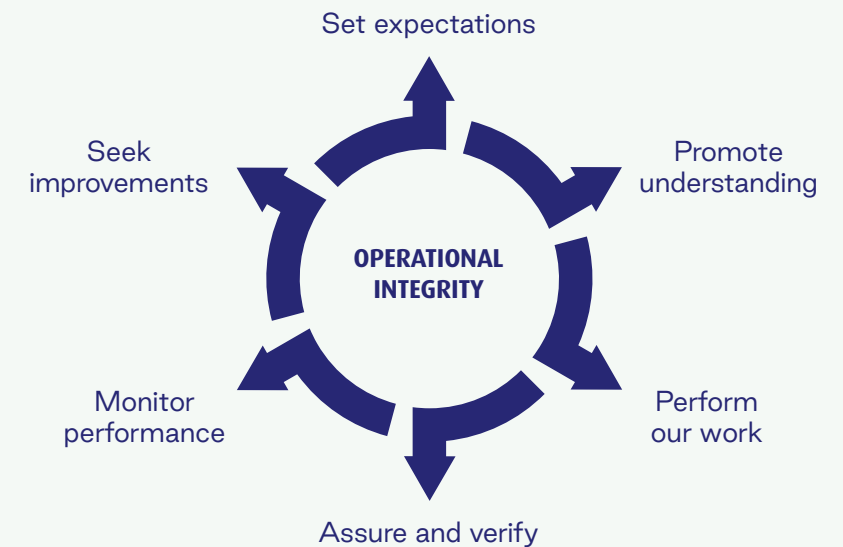 Set expectations
Promote
understanding
Perform
our work
Assure and verify
Monitor
performance
Seek
improvements
OPERATIONAL
INTEGRITY